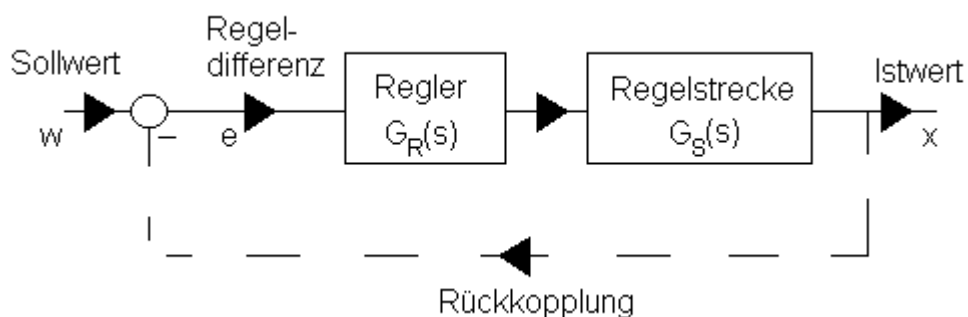 Sollwert
Regel-
differenz
Regler
G_R(s)
Regelstrecke
G_S(s)
Istwert
w
–
e
x
Rückkopplung